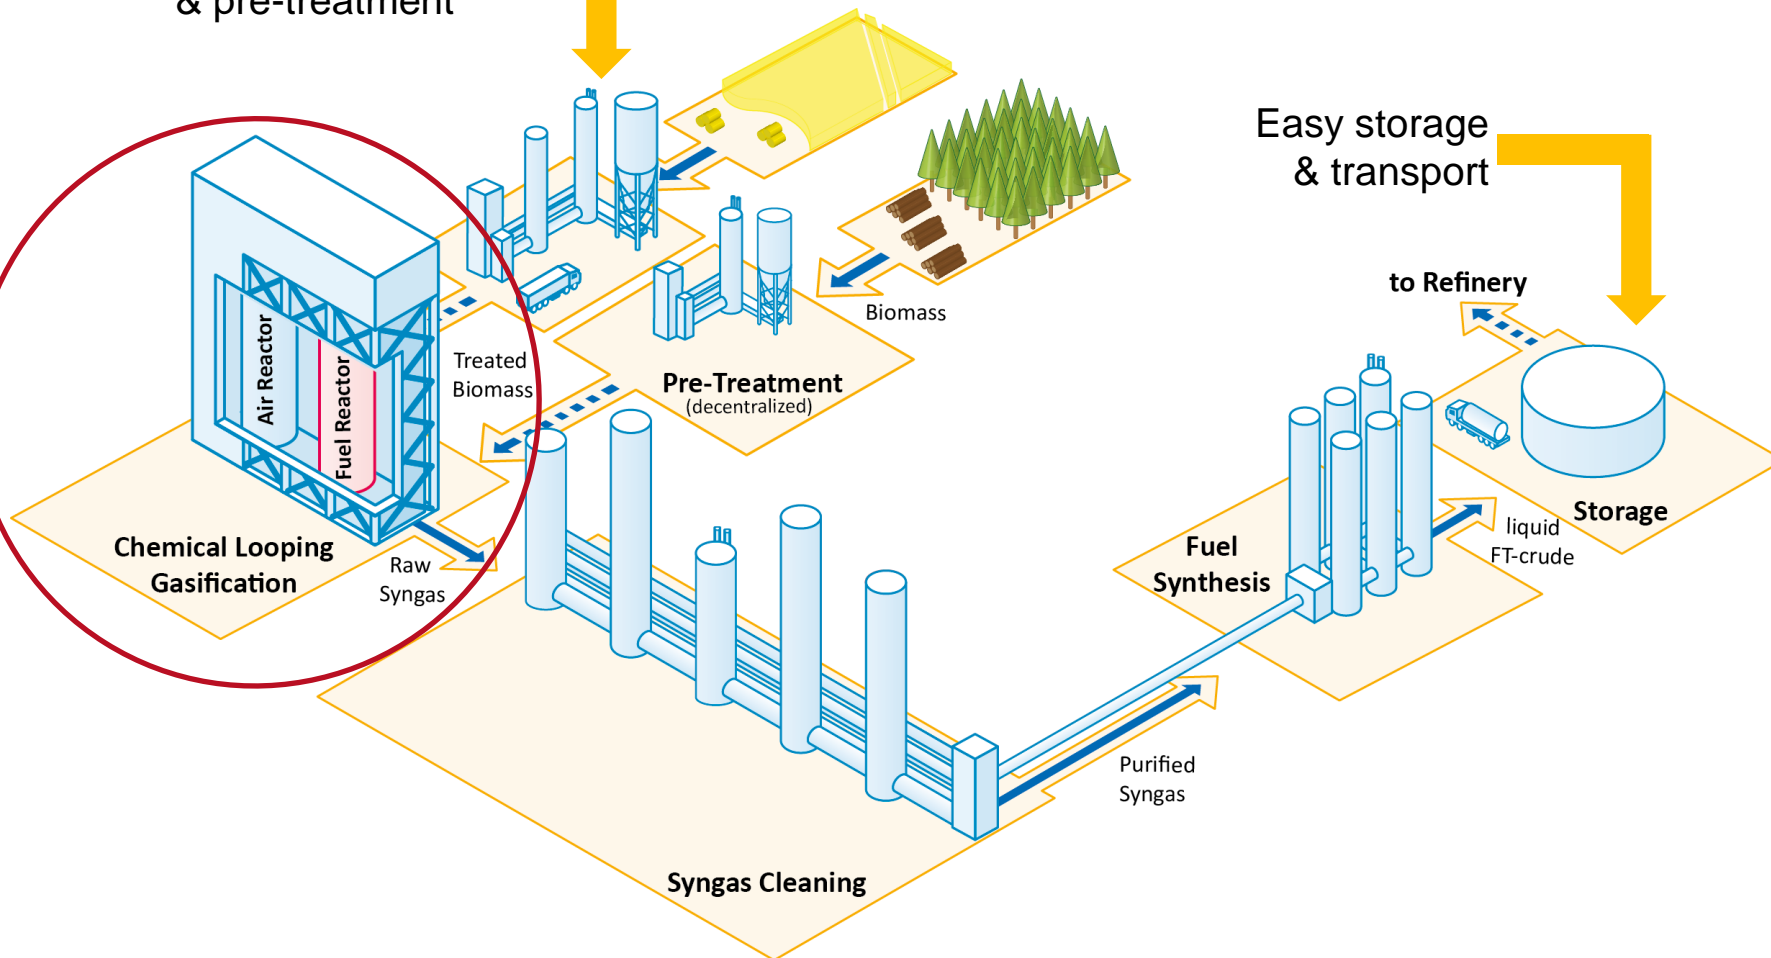 & pre-treatment
Easy storage
& transport
to Refinery
Biomass
Treated
Biomass
Pre-Treatment
(decentralized)
Air Reactor
Fuel Reactor
Chemical Looping
Gasification
Raw
Syngas
Storage
liquid
FT-crude
Fuel
Synthesis
Purified
Syngas
Syngas Cleaning